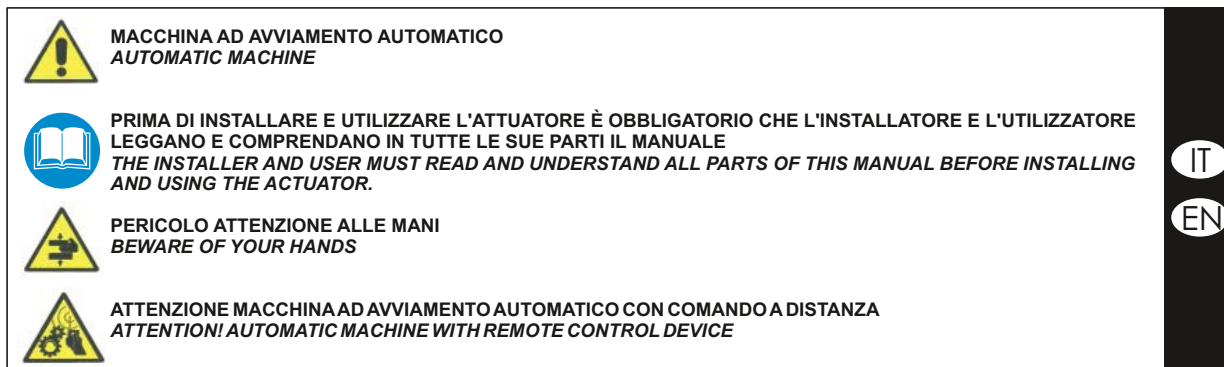 MACCHINA AD AVVIAMENTO AUTOMATICO
AUTOMATIC MACHINE
PRIMA DI INSTALLARE E UTILIZZARE L'ATTUATORE È OBBLIGATORIO CHE L'INSTALLATORE E L'UTILIZZATORE
LEGGANO E COMPRENDANO IN TUTTE LE SUE PARTI IL MANUALE
THE INSTALLER AND USER MUST READ AND UNDERSTAND ALL PARTS OF THIS MANUAL BEFORE INSTALLING
AND USING THE ACTUATOR.
PERICOLO ATTENZIONE ALLE MANI
BEWARE OF YOUR HANDS
ATTENZIONE MACCHINA AD AVVIAMENTO AUTOMATICO CON COMANDO A DISTANZA
ATTENTION! AUTOMATIC MACHINE WITH REMOTE CONTROL DEVICE
IT
EN